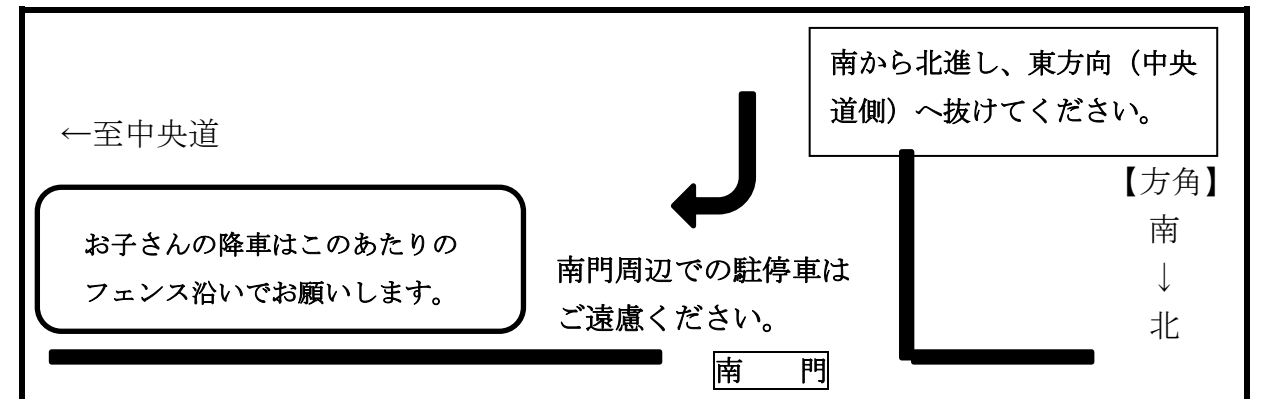 南から北進し、東方向（中央
道側）へ抜けてください。
←至中央道
【方角】
南
↓
北
お子さんの降車はこのあたりの
フェンス沿いでお願いします。
南門周辺での駐停車は
ご遠慮ください。
南　門